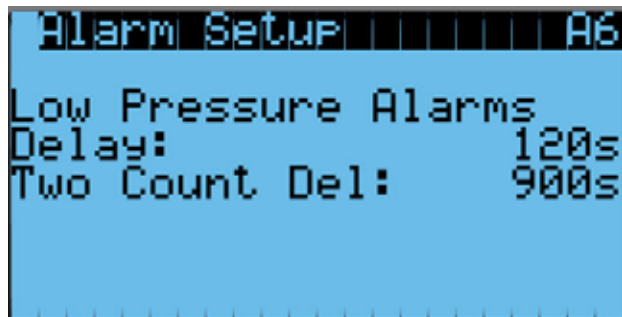 Alarm Setup A6
Low Pressure Alarms
Delay: 120s
Two Count Del: 900s